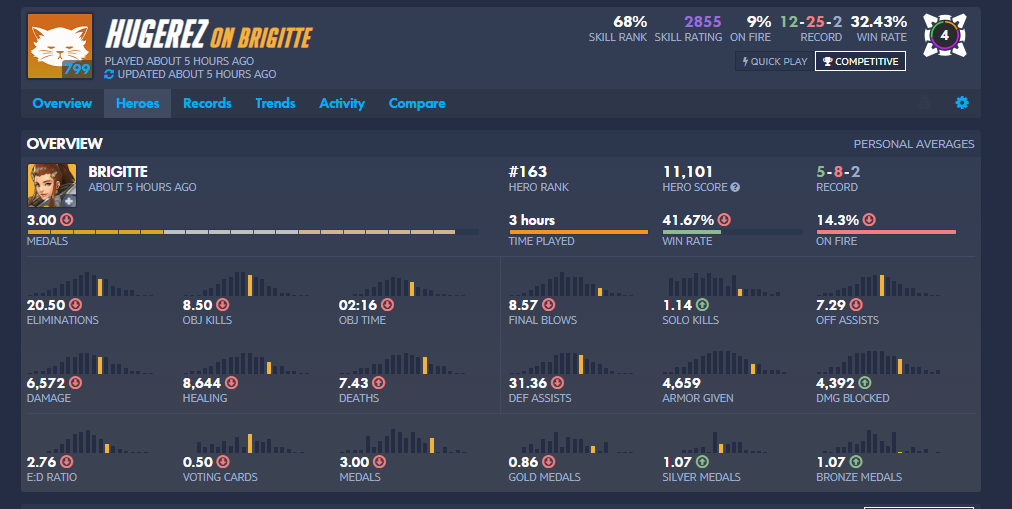 HUGEREZ ON BRIGITTE
799
PLAYED ABOUT 5 HOURS AGO
UPDATED ABOUT 5 HOURS AGO
68% 2855 9% 12-25-2 32.43%
SKILL RANK SKILL RATING ON FIRE RECORD WIN RATE
4
QUICK PLAY COMPETITIVE
Overview Heroes Records Trends Activity Compare
OVERVIEW PERSONAL AVERAGES
BRIGITTE
ABOUT 5 HOURS AGO
#163 11,101 5-8-2
HERO RANK HERO SCORE ? RECORD
3.00 3 hours 41.67% 14.3%
MEDALS TIME PLAYED WIN RATE ON FIRE
20.50 8.50 02:16 8.57 1.14 7.29
ELIMINATIONS OBJ KILLS OBJ TIME FINAL BLOWS SOLO KILLS OFF ASSISTS
6,572 8,644 7.43 31.36 4,659 4,392
DAMAGE HEALING DEATHS DEF ASSISTS ARMOR GIVEN DMG BLOCKED
2.76 0.50 3.00 0.86 1.07 1.07
E:D RATIO VOTING CARDS MEDALS GOLD MEDALS SILVER MEDALS BRONZE MEDALS